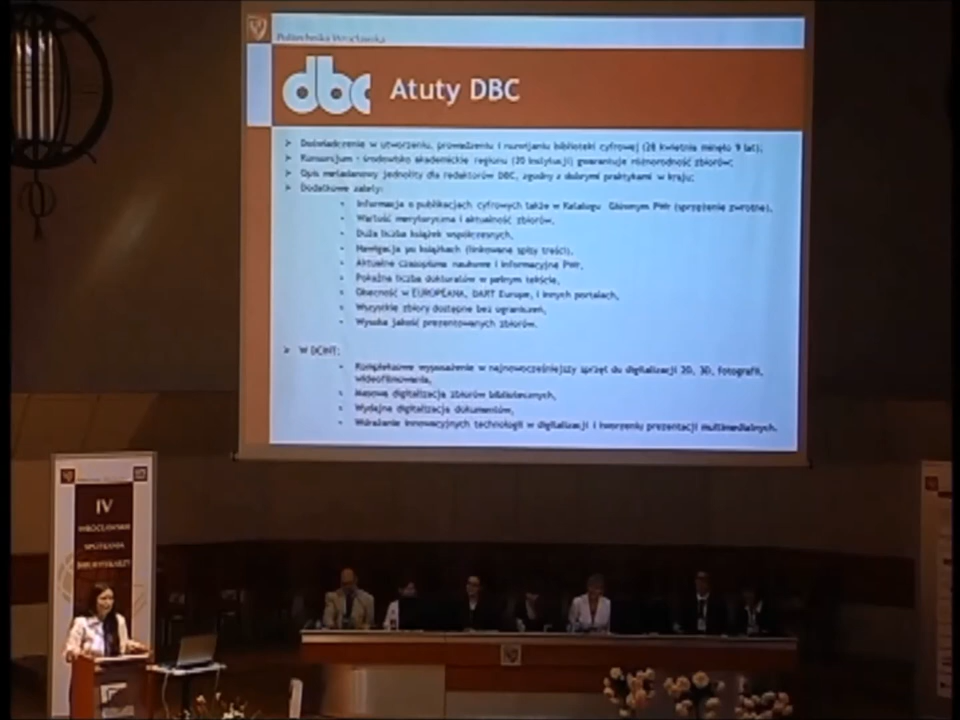 Politechnika Wrocławska
dbc
Atuty DBC
Doświadczenie w utworzeniu, prowadzeniu i rozwijaniu biblioteki cyfrowej (28 kwietnia minęło 9 lat),
Konsorcjum - środowisko akademickie regionu (20 instytucji) gwarantuje różnorodność zbiorów;
Opis metadanowy jednolity dla redaktorów DBC, zgodny z dobrymi praktykami w kraju;
Dodatkowe zalety:
Informacja o publikacjach cyfrowych także w Katalogu Głównym PWr (sprzężenie zwrotne),
Wartość merytoryczna i aktualność zbiorów,
Duża liczba książek współczesnych,
Nawigacja po książkach (linkowane spisy treści),
Aktualne czasopisma naukowe i informacyjne PWr,
Pokaźna liczba doktoratów w pełnym tekście,
Obecność w EUROPEANA, DART Europe, i innych portalach,
Wszystkie zbiory dostępne bez ograniczeń,
Wysoka jakość prezentowanych zbiorów.
W DCINT:
Kompleksowe wyposażenie w najnowocześniejszy sprzęt do digitalizacji 2D, 3D, fotografii,
wideofilmowania,
Masowa digitalizacja zbiorów bibliotecznych,
Wydajna digitalizacja dokumentów,
Wdrażanie innowacyjnych technologii w digitalizacji i tworzeniu prezentacji multimedialnych.
IV
WROCŁAWSKIE
SPOTKANIA
BIBLIOTEKARZY